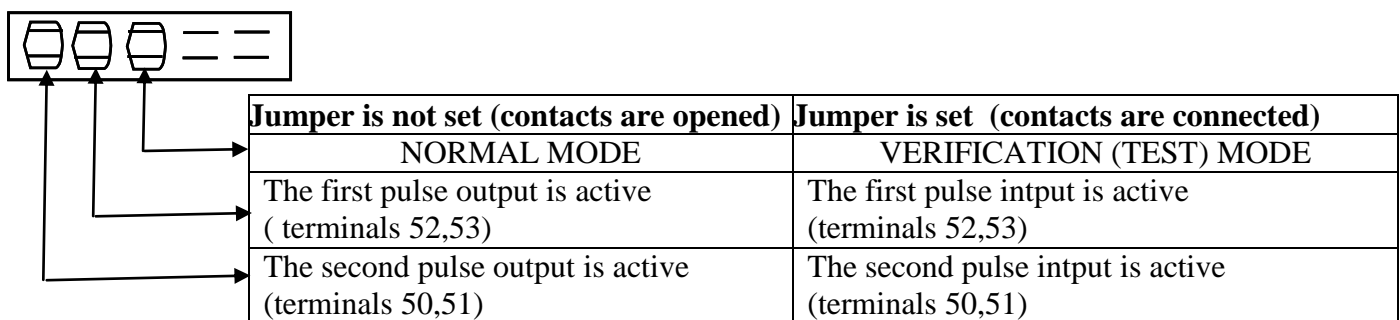 Jumper is not set (contacts are opened) Jumper is set (contacts are connected)
NORMAL MODE VERIFICATION (TEST) MODE
The first pulse output is active
( terminals 52,53)
The first pulse intput is active
(terminals 52,53)
The second pulse output is active
(terminals 50,51)
The second pulse intput is active
(terminals 50,51)